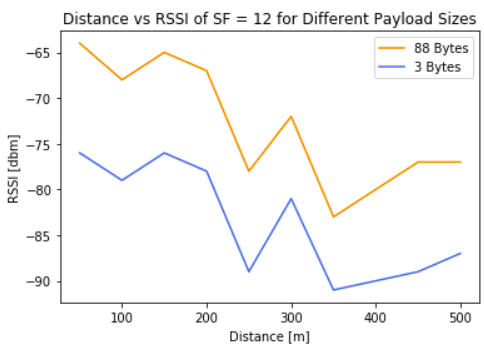 Distance vs RSSI of SF = 12 for Different Payload Sizes
88 Bytes
3 Bytes
RSSI [dbm]
−65
−70
−75
−80
−85
−90
100
200
300
400
500
Distance [m]